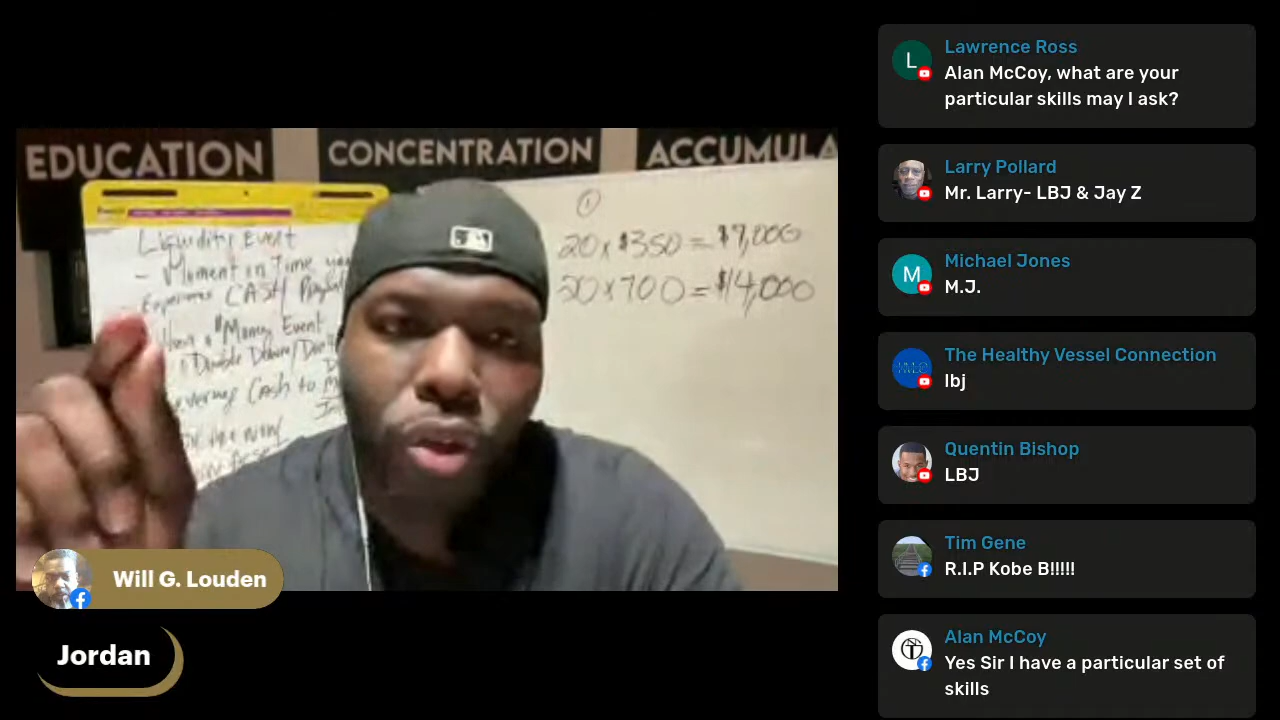 EDUCATION
CONCENTRATION
ACCUMULA
Liquidity Event
- Moment in Time
CASH
Have a $Money Event
Double Down
Cash to
①
20 x $350 = $7,000
20 x 700 = $14,000
Will G. Louden
Jordan
L
Lawrence Ross
Alan McCoy, what are your
particular skills may I ask?
Larry Pollard
Mr. Larry- LBJ & Jay Z
M
Michael Jones
M.J.
The Healthy Vessel Connection
lbj
Quentin Bishop
LBJ
Tim Gene
R.I.P Kobe B!!!!!
Alan McCoy
Yes Sir I have a particular set of
skills